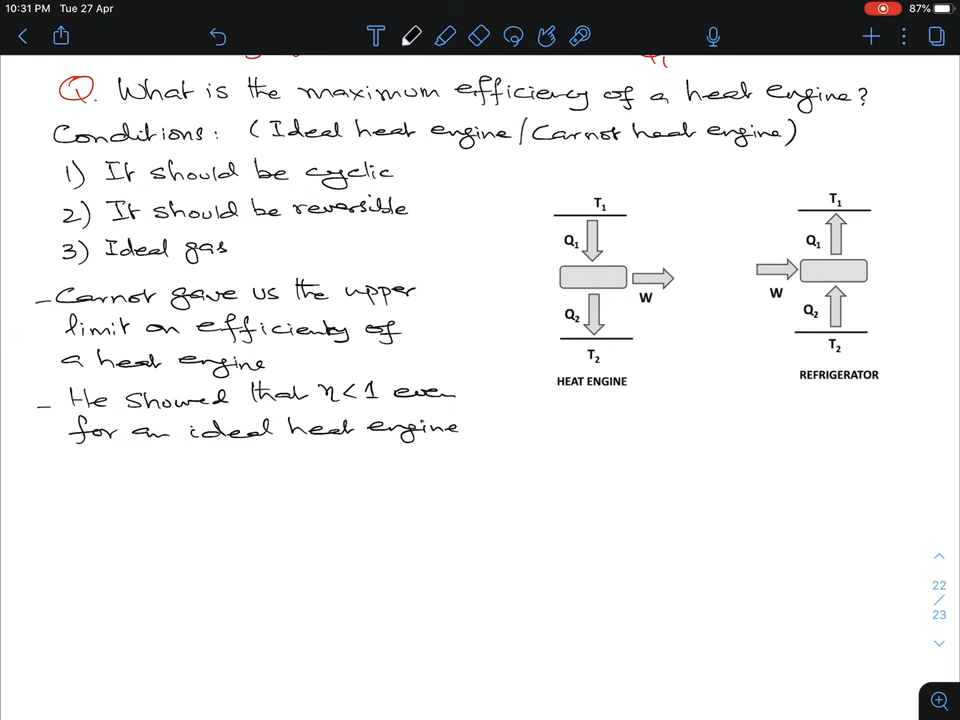 10:31 PM Tue 27 Apr
87%
Q. What is the maximum efficiency of a heat engine?
Conditions: (Ideal heat engine/Carnot heat engine)
1) It should be cyclic
2) It should be reversible
3) Ideal gas
- Carnot gave us the upper
limit on efficiency of
a heat engine
- He showed that η<1 even
for an ideal heat engine
T1
Q1
W
Q2
T2
HEAT ENGINE
T1
Q1
W
Q2
T2
REFRIGERATOR
22
/
23